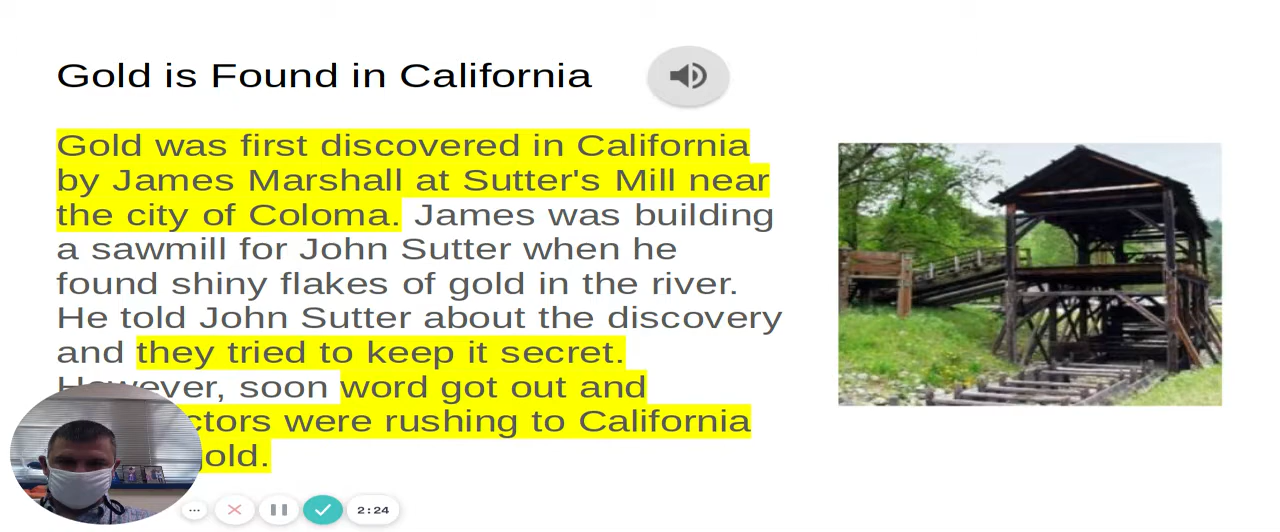 Gold is Found in California
Gold was first discovered in California
by James Marshall at Sutter's Mill near
the city of Coloma. James was building
a sawmill for John Sutter when he
found shiny flakes of gold in the river.
He told John Sutter about the discovery
and they tried to keep it secret.
However, soon word got out and
were rushing to California
2:24